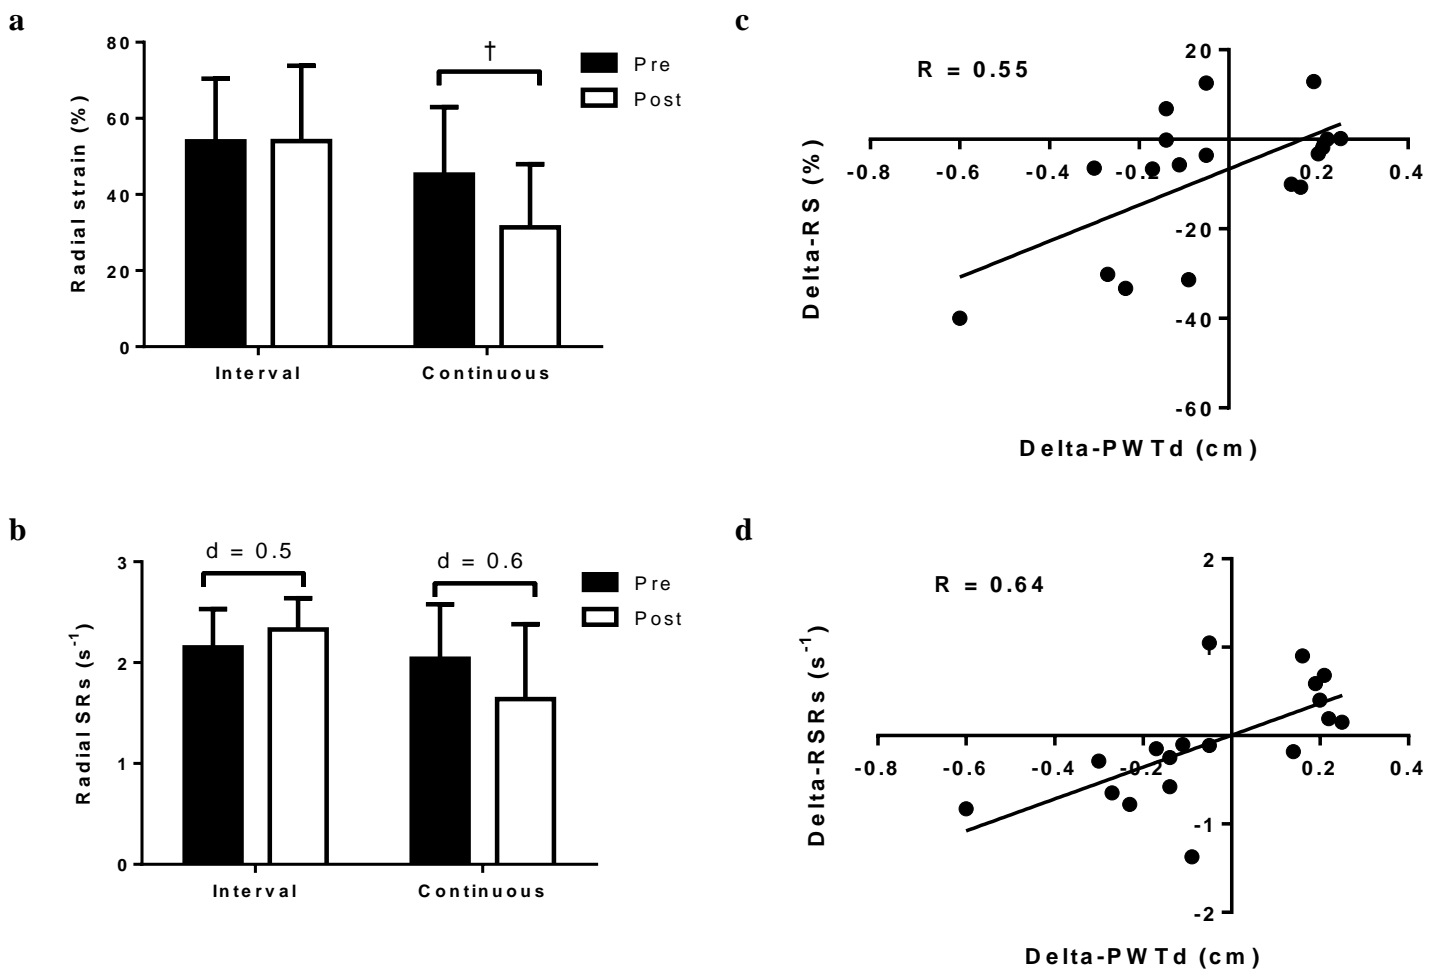 a
80
60
40
20
0
Radial strain (%)
†
Pre
Post
Interval
Continuous
c
R = 0.55
20
-0.8
-0.6
-0.4
-0.2
0.2
0.4
-20
-40
-60
Delta-RS (%)
Delta-PWTd (cm)
b
d = 0.5
d = 0.6
3
2
1
0
Radial SRs (s-1)
Pre
Post
Interval
Continuous
d
R = 0.64
2
-0.8
-0.6
-0.4
-0.2
0.2
0.4
-1
-2
Delta-RSRs (s-1)
Delta-PWTd (cm)